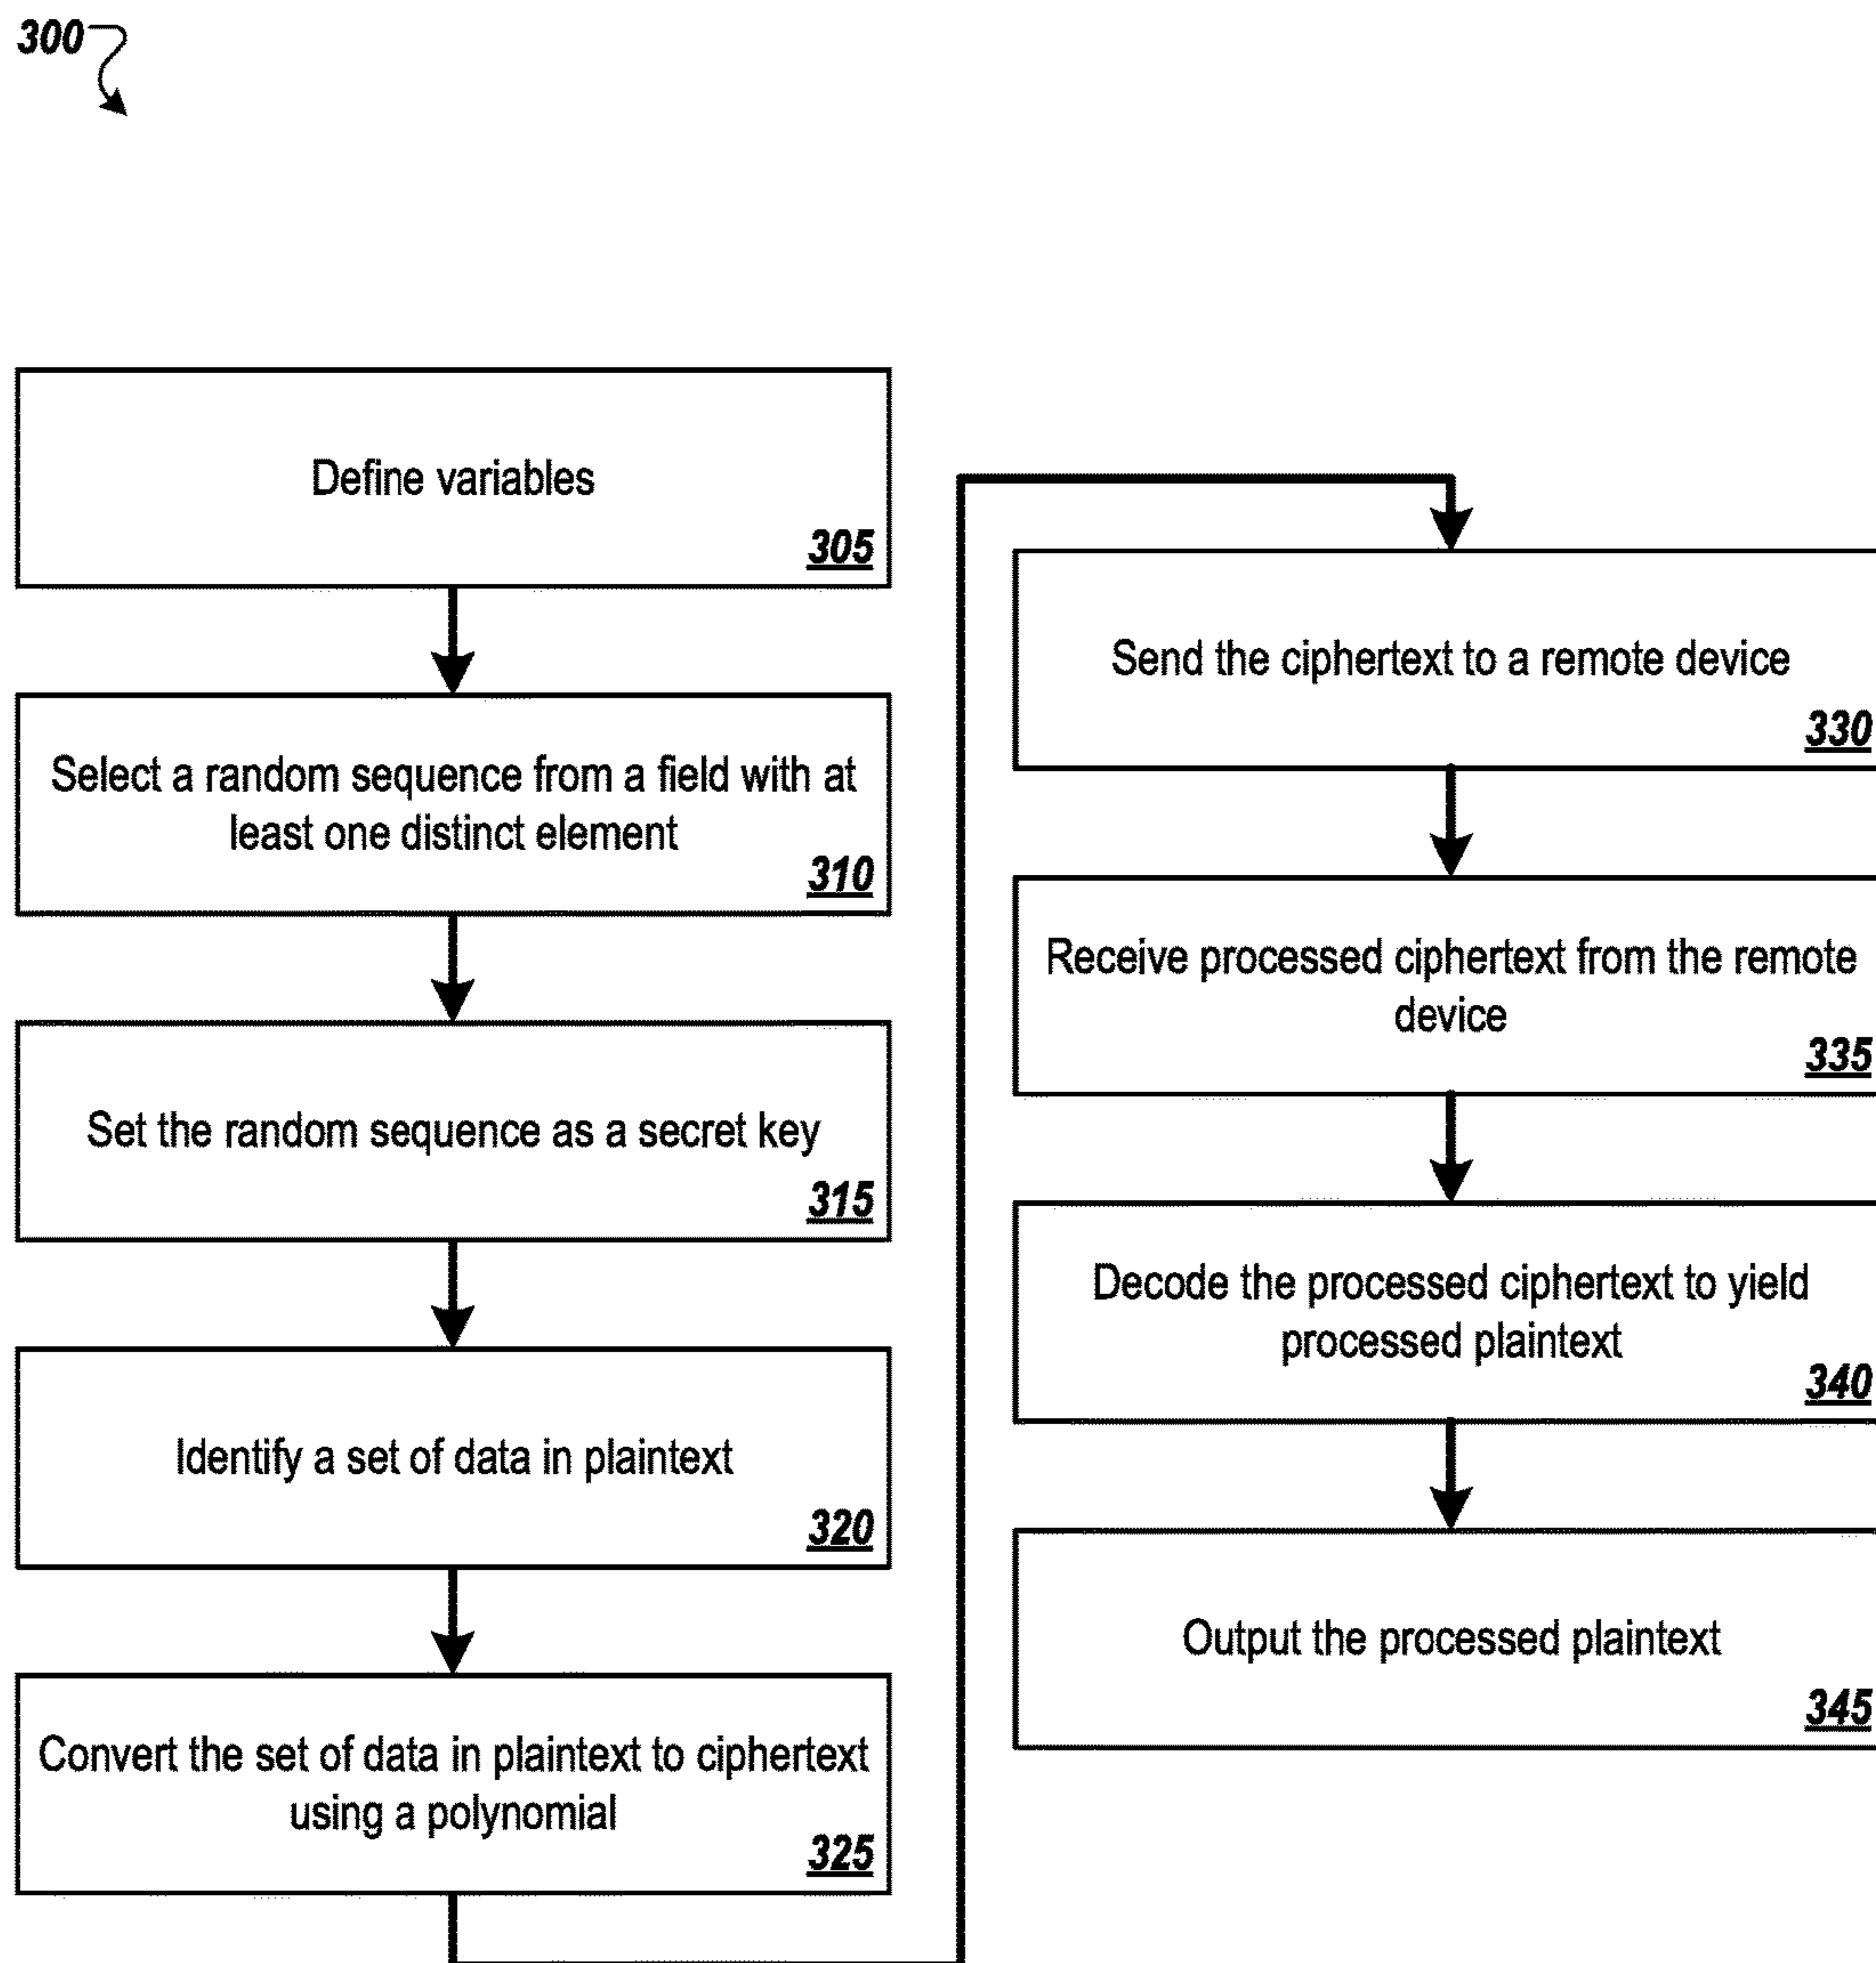 300
Define variables
305
Select a random sequence from a field with at
least one distinct element
310
Set the random sequence as a secret key
315
Identify a set of data in plaintext
320
Convert the set of data in plaintext to ciphertext
using a polynomial
325
Send the ciphertext to a remote device
330
Receive processed ciphertext from the remote
device
335
Decode the processed ciphertext to yield
processed plaintext
340
Output the processed plaintext
345